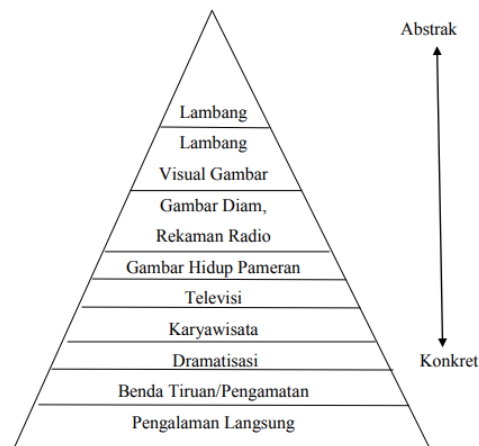 Abstrak
Lambang
Lambang
Visual Gambar
Gambar Diam,
Rekaman Radio
Gambar Hidup Pameran
Televisi
Karyawisata
Dramatisasi
Konkret
Benda Tiruan/Pengamatan
Pengalaman Langsung